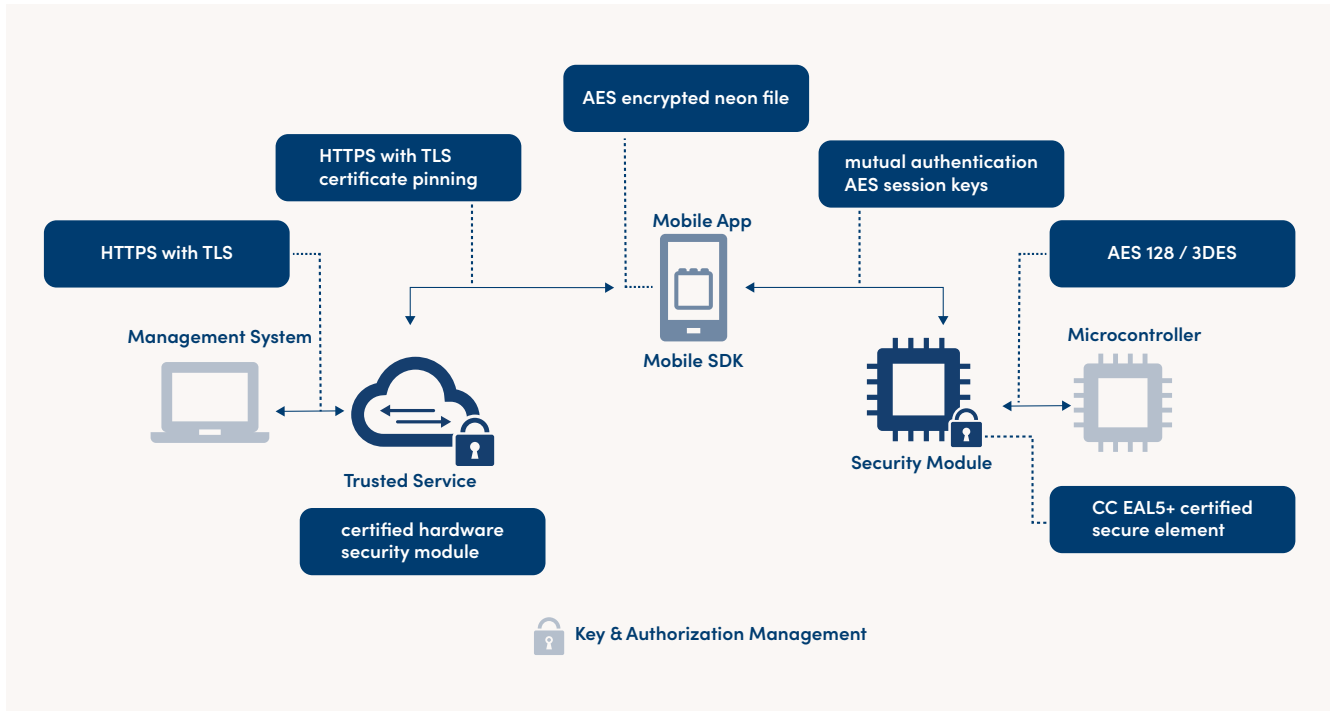 AES encrypted neon file
HTTPS with TLS
certificate pinning
mutual authentication
AES session keys
Mobile App
HTTPS with TLS
AES 128 / 3DES
Management System
Microcontroller
Mobile SDK
Security Module
Trusted Service
CC EAL5+ certified
secure element
certified hardware
security module
Key & Authorization Management